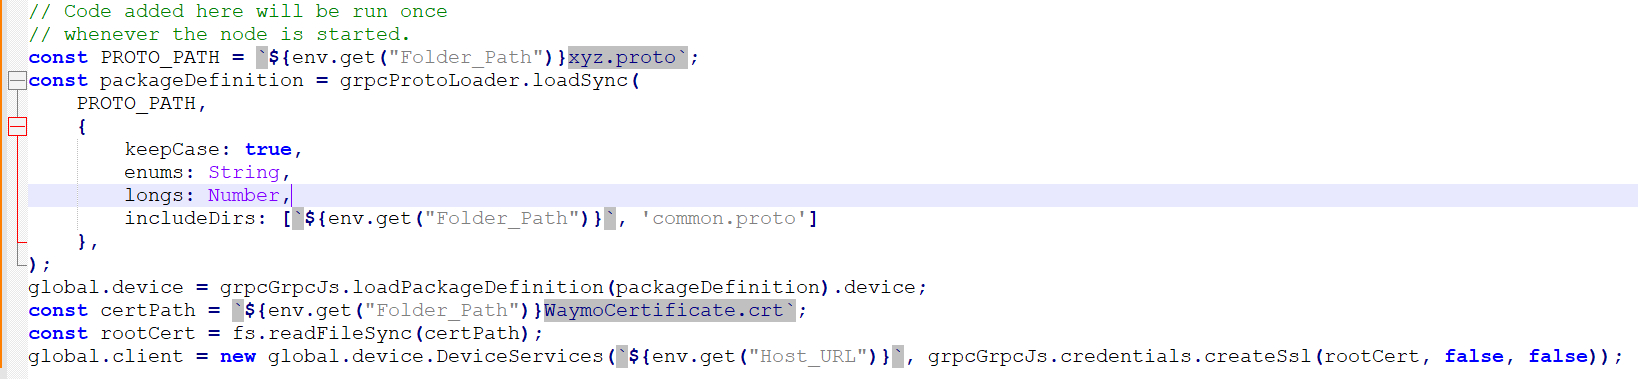 // Code added here will be run once
// whenever the node is started.
const PROTO_PATH = `${env.get("Folder_Path")}xyz.proto`;
const packageDefinition = grpcProtoLoader.loadSync(
    PROTO_PATH,
    {
        keepCase: true,
        enums: String,
        longs: Number,
        includeDirs: [`${env.get("Folder_Path")}`, 'common.proto']
    },
);
global.device = grpcGrpcJs.loadPackageDefinition(packageDefinition).device;
const certPath = `${env.get("Folder_Path")}WaymoCertificate.crt`;
const rootCert = fs.readFileSync(certPath);
global.client = new global.device.DeviceServices(`${env.get("Host_URL")}`, grpcGrpcJs.credentials.createSsl(rootCert, false, false));